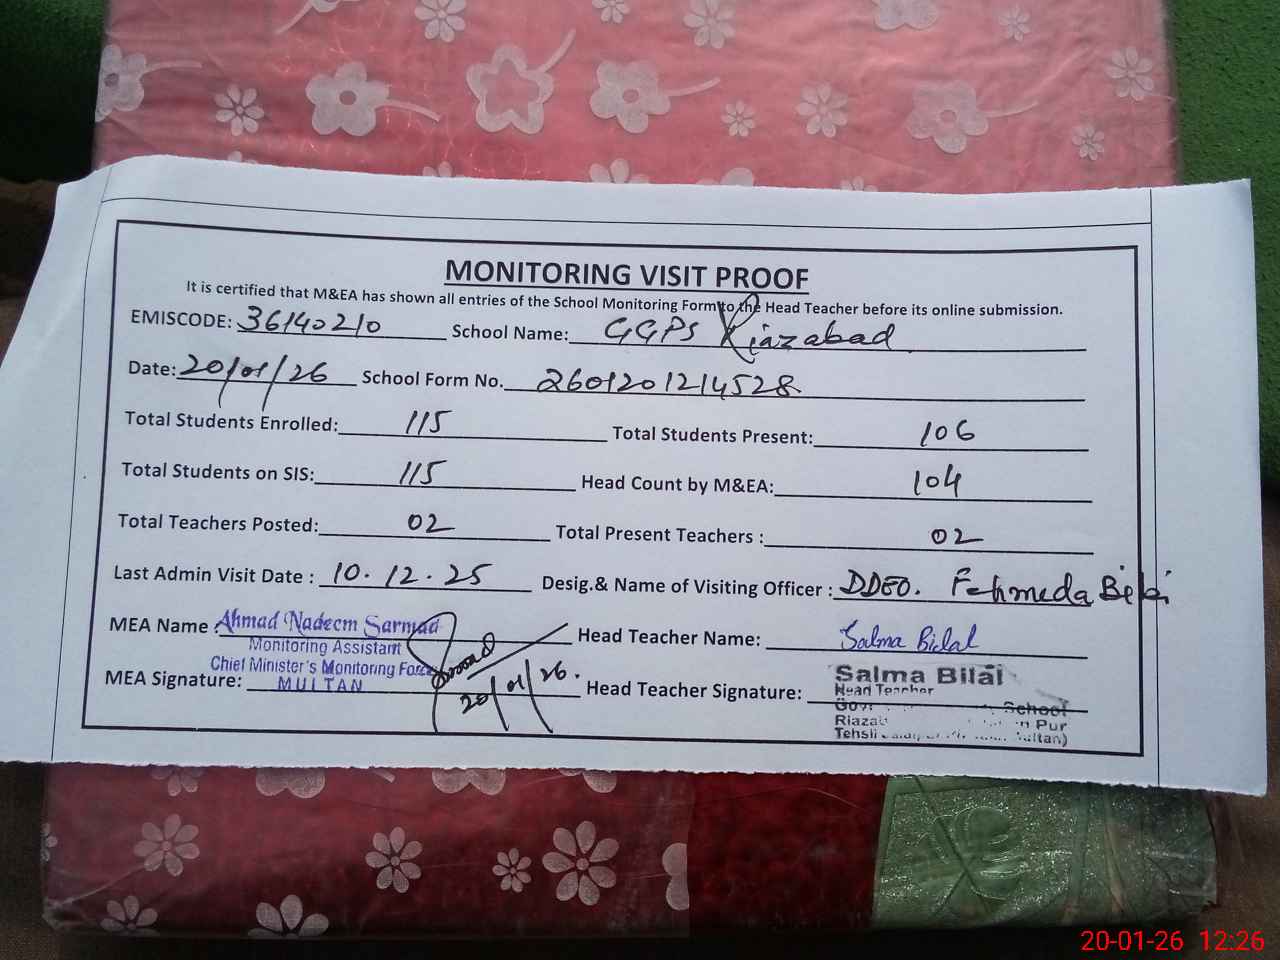 MONITORING VISIT PROOF
It is certified that M&EA has shown all entries of the School Monitoring Form to the Head Teacher before its online submission.
EMISCODE: 36140210 School Name: GGPS Riazabad
Date: 20/01/26 School Form No. 2601201214528
Total Students Enrolled: 115 Total Students Present: 106
Total Students on SIS: 115 Head Count by M&EA: 104
Total Teachers Posted: 02 Total Present Teachers : 02
Last Admin Visit Date : 10.12.25 Desig.& Name of Visiting Officer : DDEO. Fehmeda Bibi
MEA Name : Ahmad Nadeem Sarmad Head Teacher Name: Salma Bilal
Monitoring Assistant
Chief Minister's Monitoring Force
MULTAN
MEA Signature: 20/01/26. Head Teacher Signature:
Salma Bilal
Head Teacher
School
Pur
Tehsil
20-01-26 12:26